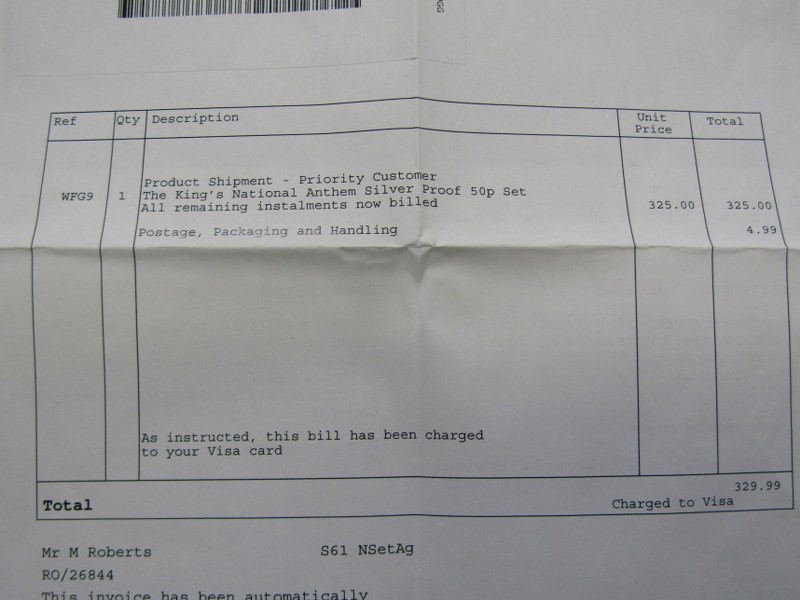 Ref Qty Description Unit Price Total
Product Shipment - Priority Customer
WFG9 1 The King's National Anthem Silver Proof 50p Set
All remaining instalments now billed 325.00 325.00
Postage, Packaging and Handling 4.99
As instructed, this bill has been charged
to your Visa card
329.99
Total Charged to Visa
Mr M Roberts S61 NSetAg
RO/26844
This invoice has been automatically